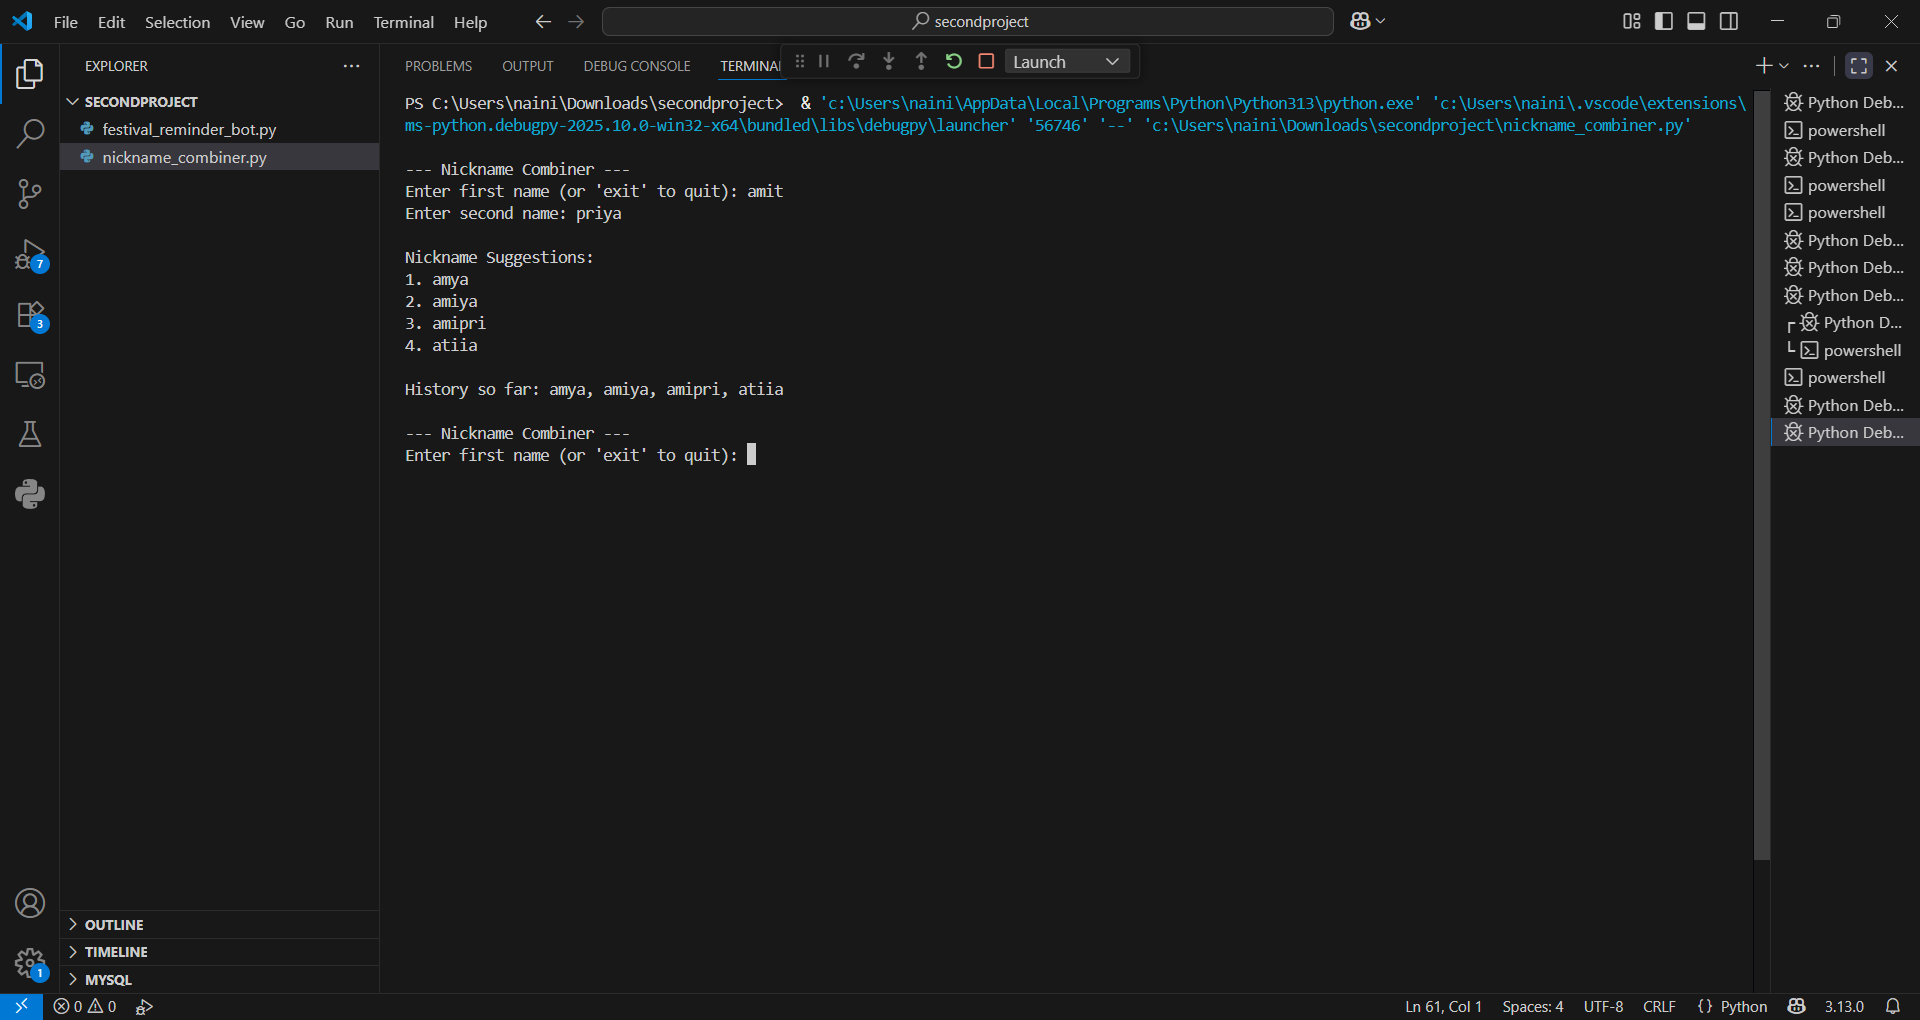 File Edit Selection View Go Run Terminal Help
secondproject
EXPLORER
SECONDPROJECT
festival_reminder_bot.py
nickname_combiner.py
7
3
1
OUTLINE
TIMELINE
MYSQL
PROBLEMS OUTPUT DEBUG CONSOLE TERMINA
Launch
PS C:\Users\naini\Downloads\secondproject>  & 'c:\Users\naini\AppData\Local\Programs\Python\Python313\python.exe' 'c:\Users\naini\.vscode\extensions\
ms-python.debugpy-2025.10.0-win32-x64\bundled\libs\debugpy\launcher' '56746' '--' 'c:\Users\naini\Downloads\secondproject\nickname_combiner.py'
--- Nickname Combiner ---
Enter first name (or 'exit' to quit): amit
Enter second name: priya
Nickname Suggestions:
1. amya
2. amiya
3. amipri
4. atiia
History so far: amya, amiya, amipri, atiia
--- Nickname Combiner ---
Enter first name (or 'exit' to quit):
Python Deb...
powershell
Python Deb...
powershell
powershell
Python Deb...
Python Deb...
Python Deb...
Python D...
powershell
powershell
Python Deb...
Python Deb...
0 0
Ln 61, Col 1 Spaces: 4 UTF-8 CRLF {} Python 3.13.0